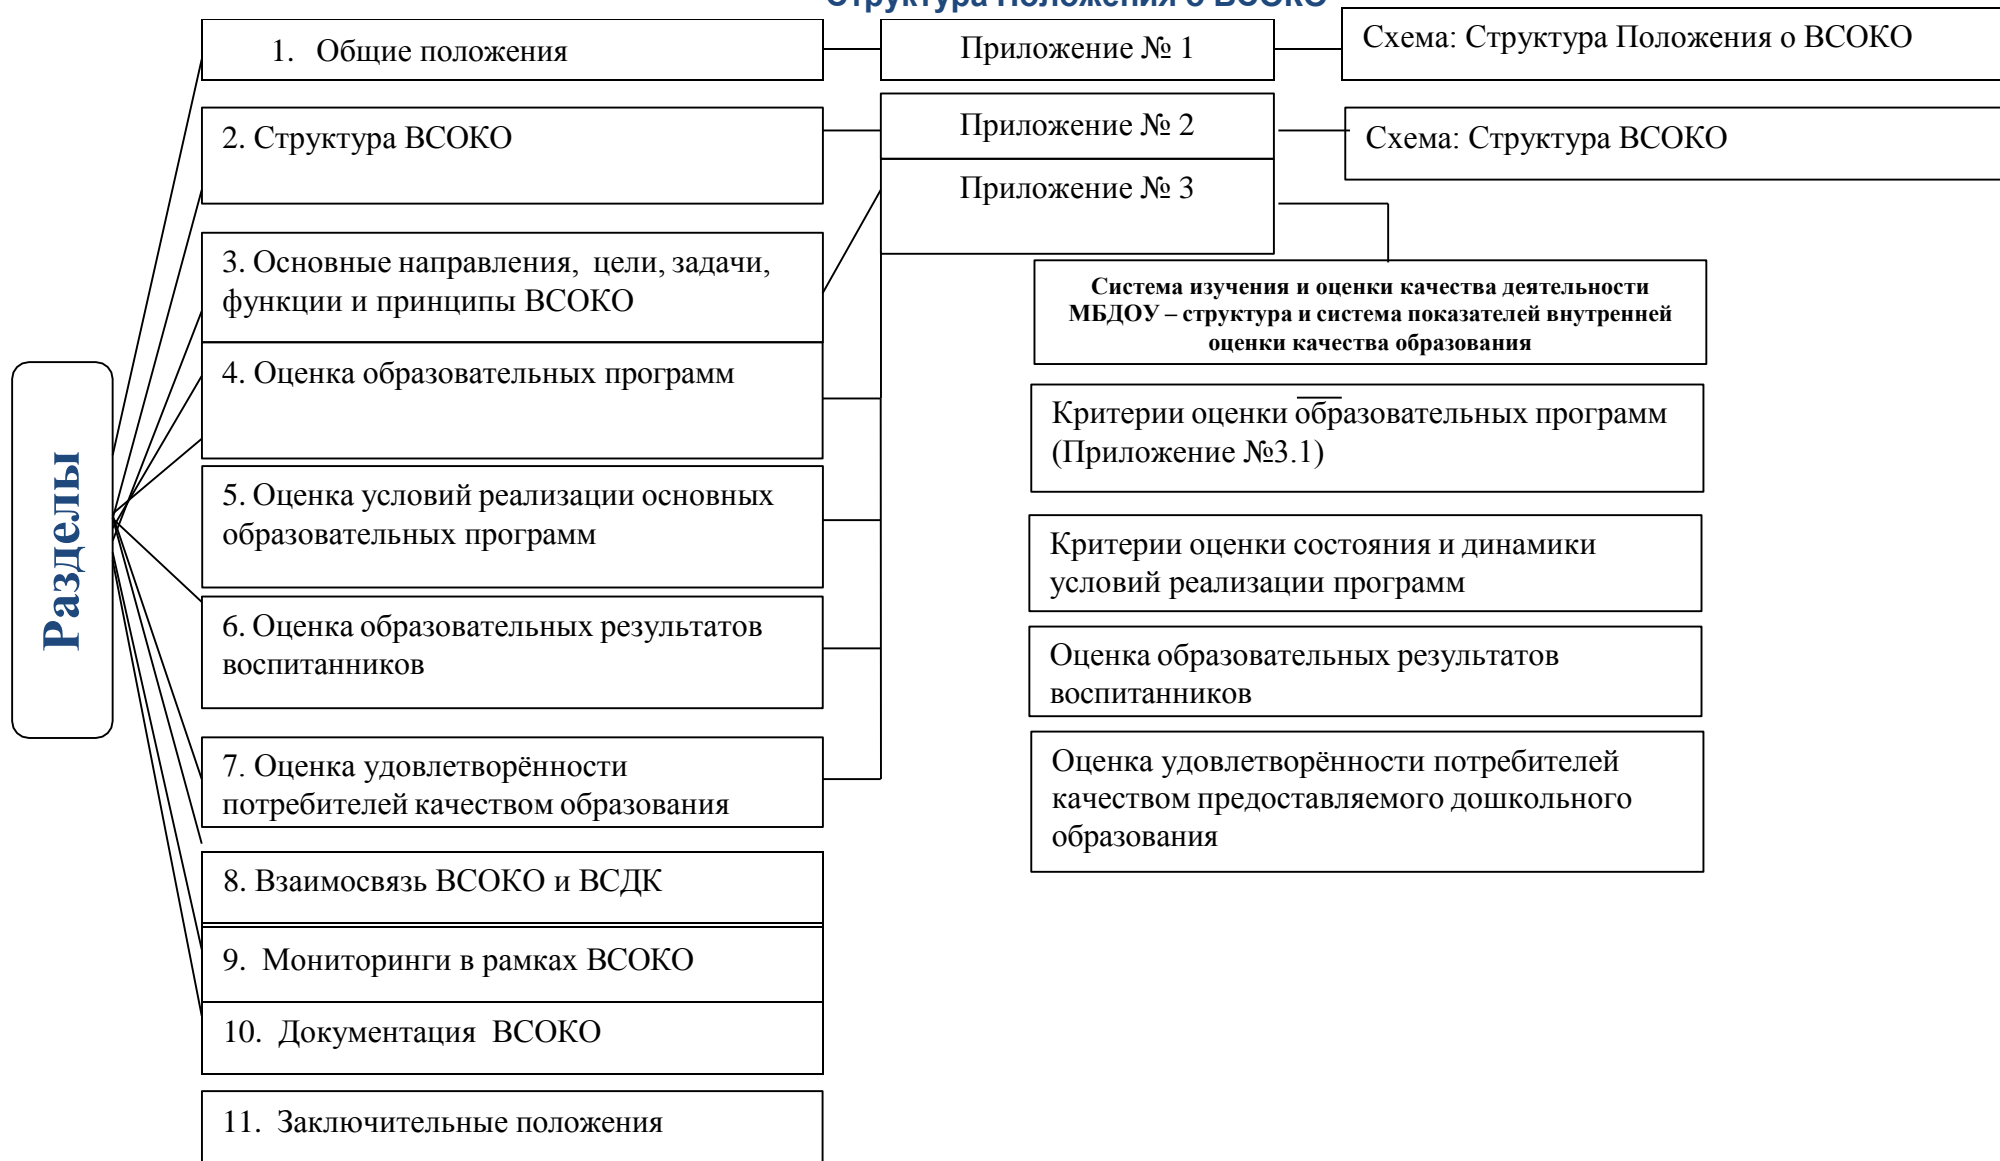 Структура Положения о ВСОКО
1. Общие положения
Приложение № 1
Схема: Структура Положения о ВСОКО
2. Структура ВСОКО
Приложение № 2
Схема: Структура ВСОКО
Приложение № 3
3. Основные направления, цели, задачи,
функции и принципы ВСОКО
Система изучения и оценки качества деятельности
МБДОУ – структура и система показателей внутренней
оценки качества образования
4. Оценка образовательных программ
Критерии оценки образовательных программ
(Приложение №3.1)
Разделы
5. Оценка условий реализации основных
образовательных программ
Критерии оценки состояния и динамики
условий реализации программ
6. Оценка образовательных результатов
воспитанников
Оценка образовательных результатов
воспитанников
7. Оценка удовлетворённости
потребителей качеством образования
Оценка удовлетворённости потребителей
качеством предоставляемого дошкольного
образования
8. Взаимосвязь ВСОКО и ВСДК
9. Мониторинги в рамках ВСОКО
10. Документация ВСОКО
11. Заключительные положения